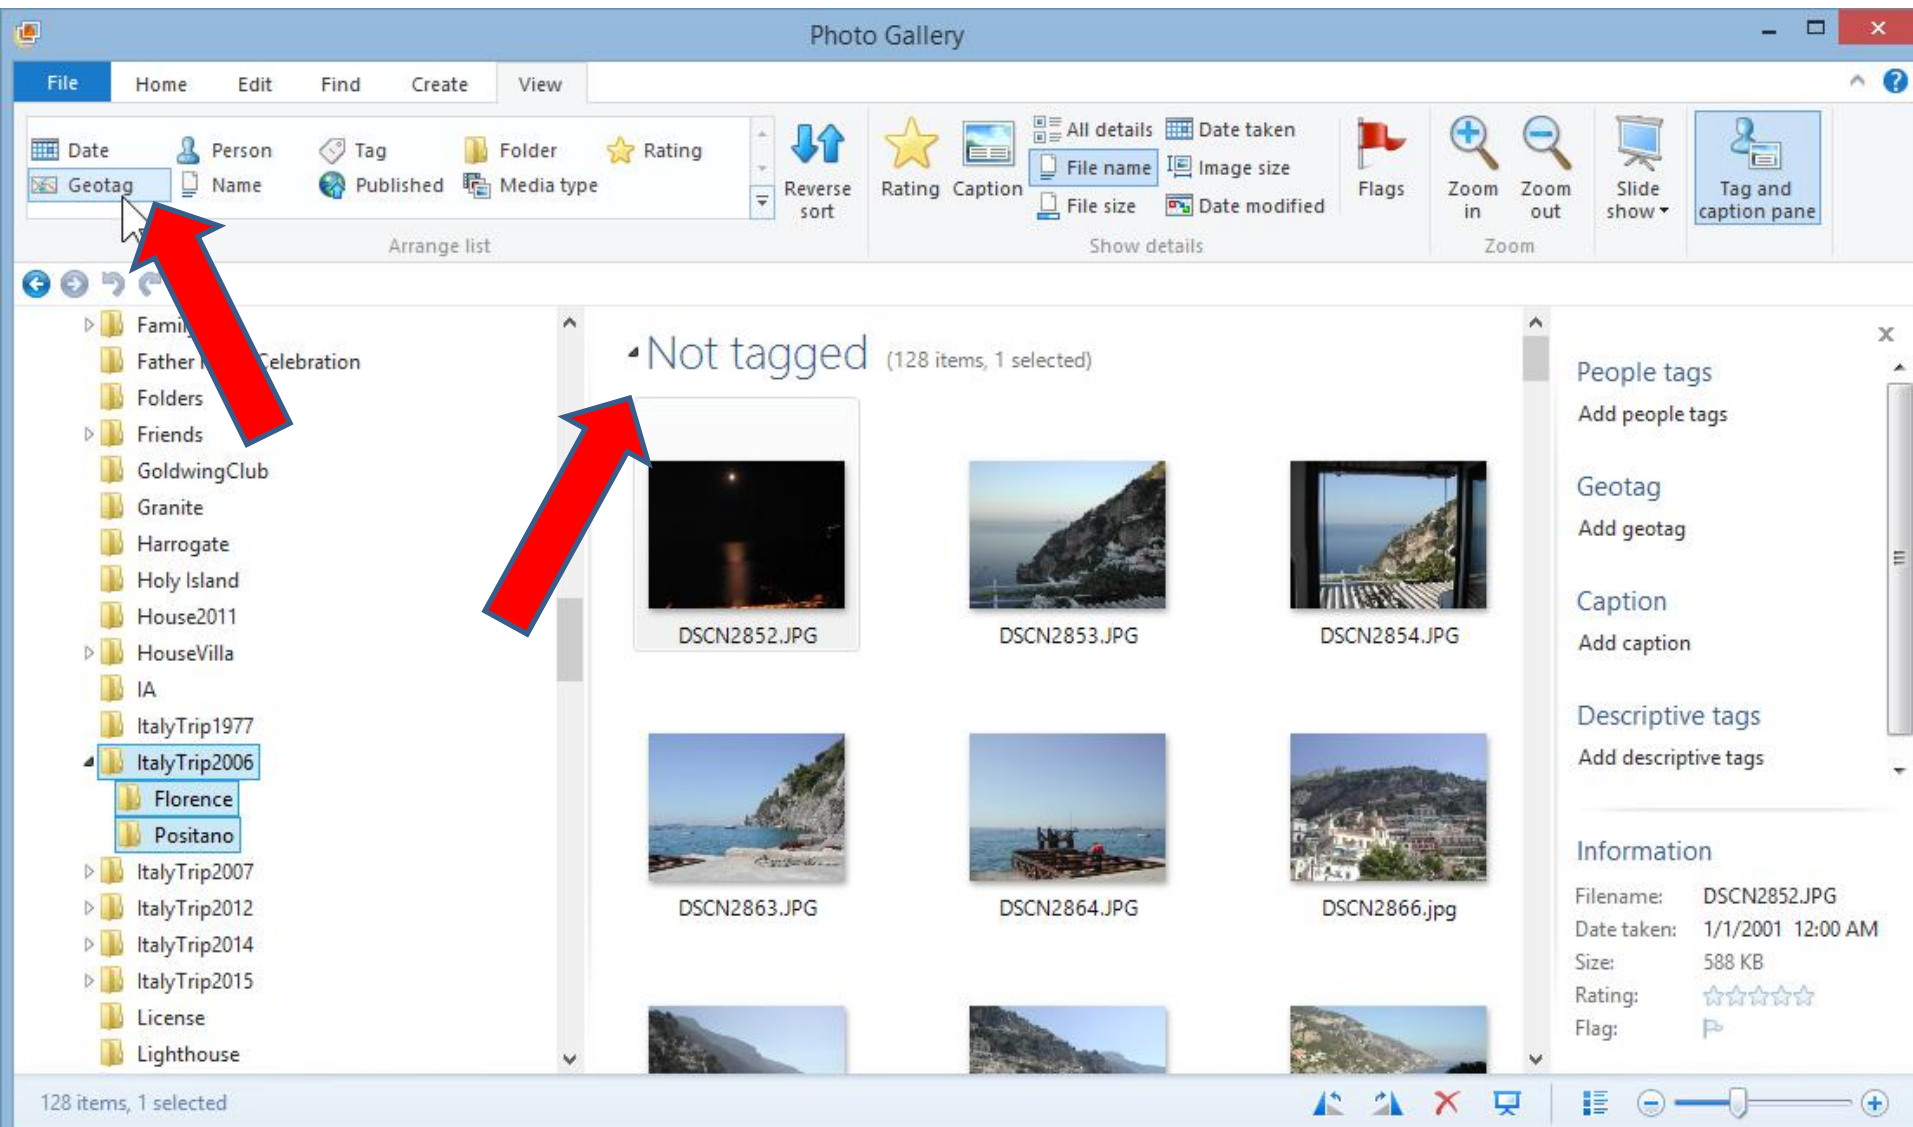 Photo Gallery
File Home Edit Find Create View
Date Person Tag Folder Rating
Geotag Name Published Media type
Arrange list
Reverse
sort
Rating Caption
All details Date taken
File name Image size
File size Date modified
Show details
Flags
Zoom
in
Zoom
out
Zoom
Slide
show
Tag and
caption pane
Father
Celebration
Folders
Friends
GoldwingClub
Granite
Harrogate
Holy Island
House2011
HouseVilla
IA
ItalyTrip1977
ItalyTrip2006
Florence
Positano
ItalyTrip2007
ItalyTrip2012
ItalyTrip2014
ItalyTrip2015
License
Lighthouse
Not tagged (128 items, 1 selected)
DSCN2852.JPG DSCN2853.JPG DSCN2854.JPG
DSCN2863.JPG DSCN2864.JPG DSCN2866.jpg
People tags
Add people tags
Geotag
Add geotag
Caption
Add caption
Descriptive tags
Add descriptive tags
Information
Filename: DSCN2852.JPG
Date taken: 1/1/2001 12:00 AM
Size: 588 KB
Rating:
Flag:
128 items, 1 selected